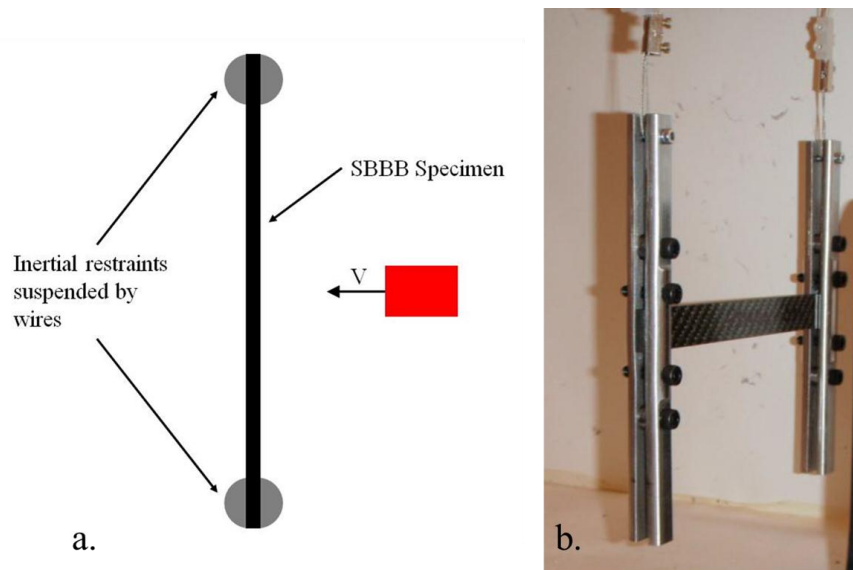 SBBB Specimen
Inertial restraints
suspended by
wires
V
a.
b.